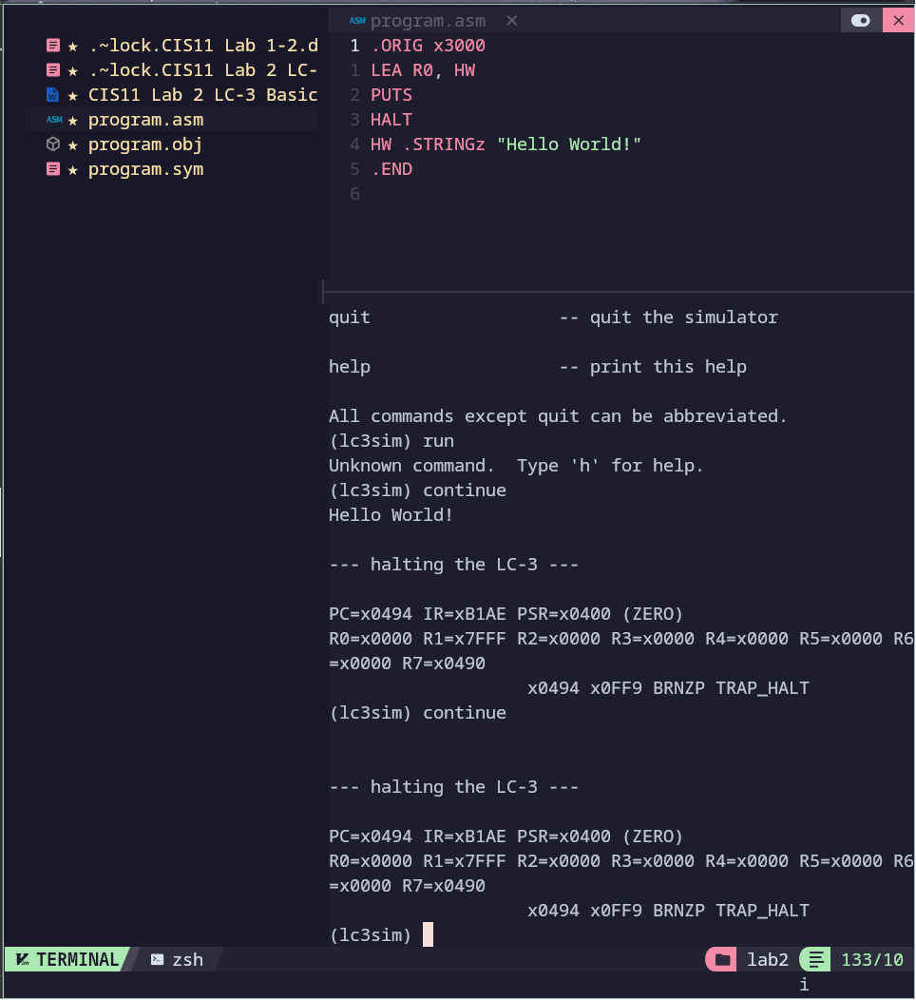 ASM program.asm
★ .~lock.CIS11 Lab 1-2.d
★ .~lock.CIS11 Lab 2 LC-
★ CIS11 Lab 2 LC-3 Basic
ASM ★ program.asm
★ program.obj
★ program.sym
1 .ORIG x3000
1 LEA R0, HW
2 PUTS
3 HALT
4 HW .STRINGz "Hello World!"
5 .END
6
quit -- quit the simulator
help -- print this help
All commands except quit can be abbreviated.
(lc3sim) run
Unknown command.  Type 'h' for help.
(lc3sim) continue
Hello World!
--- halting the LC-3 ---
PC=x0494 IR=xB1AE PSR=x0400 (ZERO)
R0=x0000 R1=x7FFF R2=x0000 R3=x0000 R4=x0000 R5=x0000 R6
=x0000 R7=x0490
x0494 x0FF9 BRNZP TRAP_HALT
(lc3sim) continue
--- halting the LC-3 ---
PC=x0494 IR=xB1AE PSR=x0400 (ZERO)
R0=x0000 R1=x7FFF R2=x0000 R3=x0000 R4=x0000 R5=x0000 R6
=x0000 R7=x0490
x0494 x0FF9 BRNZP TRAP_HALT
(lc3sim)
TERMINAL zsh lab2 133/10
i